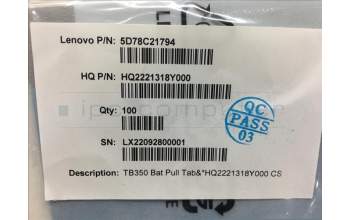 Lenovo P/N: 5D78C21794
HQ P/N: HQ2221318Y000
Qty: 100
QC
PASS
03
SN: LX22092800001
Description: TB350 Bat Pull Tab&*HQ2221318Y000 CS